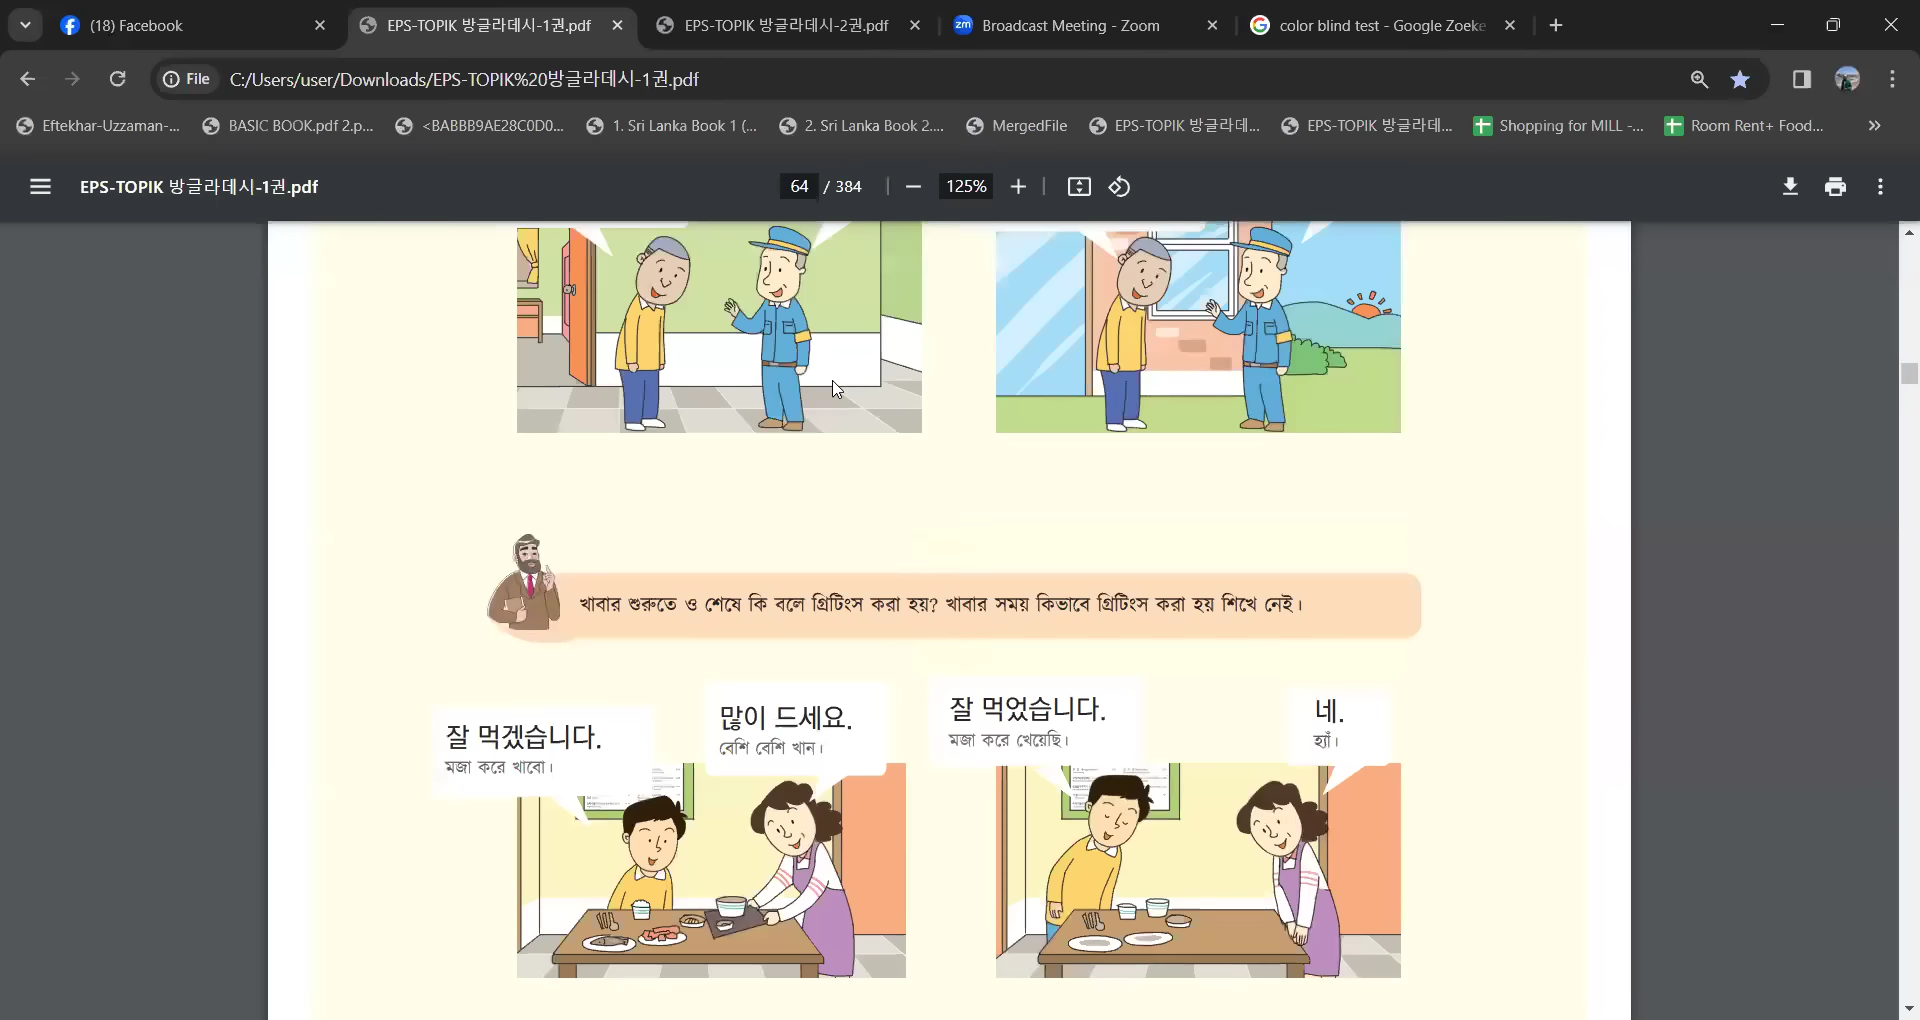 (18) Facebook
EPS-TOPIK 방글라데시-1권.pdf
EPS-TOPIK 방글라데시-2권.pdf
zm
Broadcast Meeting - Zoom
color blind test - Google Zoeke
File
C:/Users/user/Downloads/EPS-TOPIK%20방글라데시-1권.pdf
Eftekhar-Uzzaman-...
BASIC BOOK.pdf 2.p...
<BABBB9AE28C0D0...
1. Sri Lanka Book 1 (...
2. Sri Lanka Book 2....
MergedFile
EPS-TOPIK 방글라데...
EPS-TOPIK 방글라데...
Shopping for MILL -...
Room Rent+ Food...
EPS-TOPIK 방글라데시-1권.pdf
64 / 384
125%
খাবার শুরুতে ও শেষে কি বলে গ্রিটিংস করা হয়? খাবার সময় কিভাবে গ্রিটিংস করা হয় শিখে নেই।
잘 먹겠습니다.
মজা করে খাবো।
많이 드세요.
বেশি বেশি খান।
잘 먹었습니다.
মজা করে খেয়েছি।
네.
হ্যাঁ।